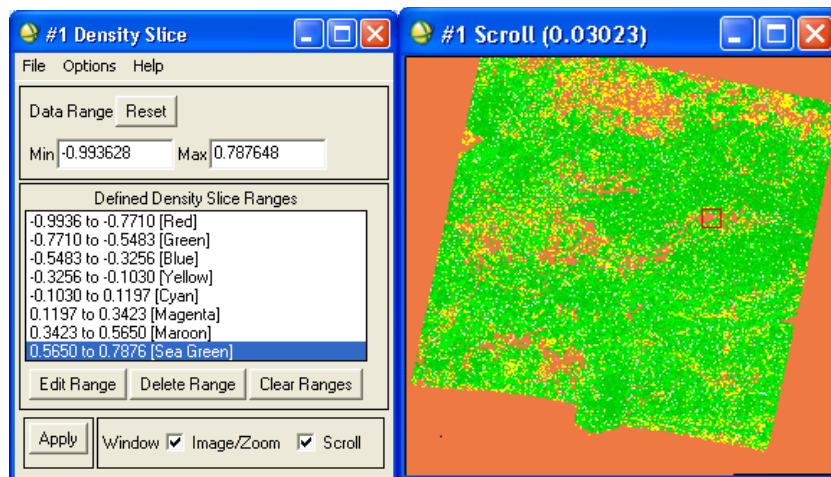 #1 Density Slice
File Options Help
Data Range Reset
Min -0.993628 Max 0.787648
Defined Density Slice Ranges
-0.9936 to -0.7710 [Red]
-0.7710 to -0.5483 [Green]
-0.5483 to -0.3256 [Blue]
-0.3256 to -0.1030 [Yellow]
-0.1030 to 0.1197 [Cyan]
0.1197 to 0.3423 [Magenta]
0.3423 to 0.5650 [Maroon]
0.5650 to 0.7876 [Sea Green]
Edit Range Delete Range Clear Ranges
Apply Window Image/Zoom Scroll
#1 Scroll (0.03023)